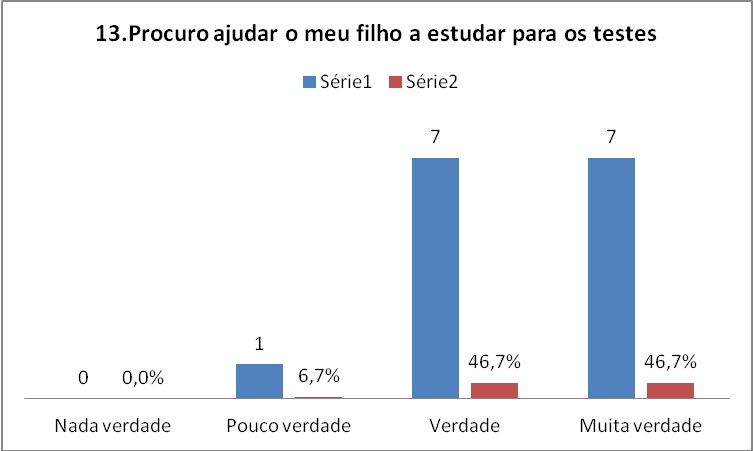 13.Procuro ajudar o meu filho a estudar para os testes
Série1 Série2
0 0,0% 1 6,7% 7 46,7% 7 46,7%
Nada verdade Pouco verdade Verdade Muita verdade